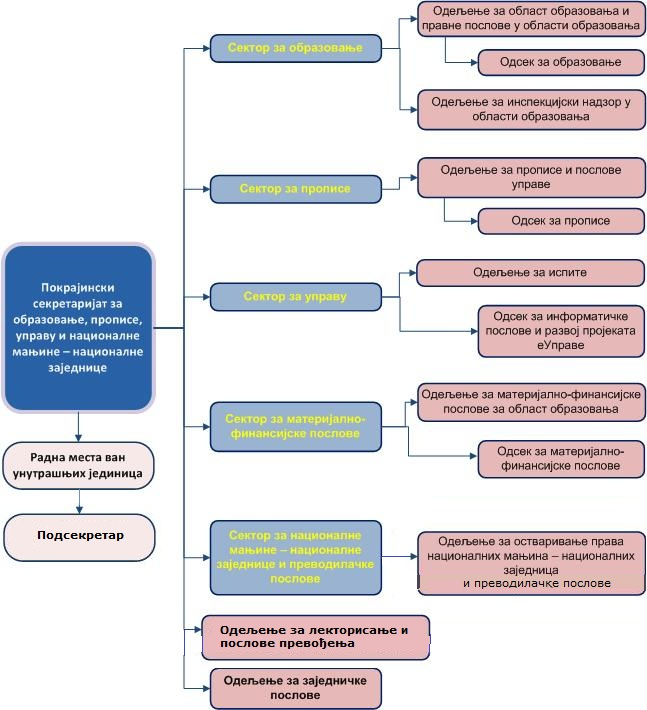 Покрајински
секретаријат за
образовање, прописе,
управу и националне
мањине – националне
заједнице
Радна места ван
унутрашњих јединица
Подсекретар
Сектор за образовање
Одељење за област образовања и
правне послове у области образовања
Одсек за образовање
Одељење за инспекцијски надзор у
области образовања
Сектор за прописе
Одељење за прописе и послове
управе
Одсек за прописе
Сектор за управу
Одељење за испите
Одсек за информатичке
послове и развој пројеката
еУправе
Сектор за материјално-
финансијске послове
Одељење за материјално-финансијске
послове за област образовања
Одсек за материјално-
финансијске послове
Сектор за националне
мањине – националне
заједнице и преводилачке
послове
Одељење за остваривање права
националних мањина – националних
заједница
и преводилачке послове
Одељење за лекторисање и
послове превођења
Одељење за заједничке
послове